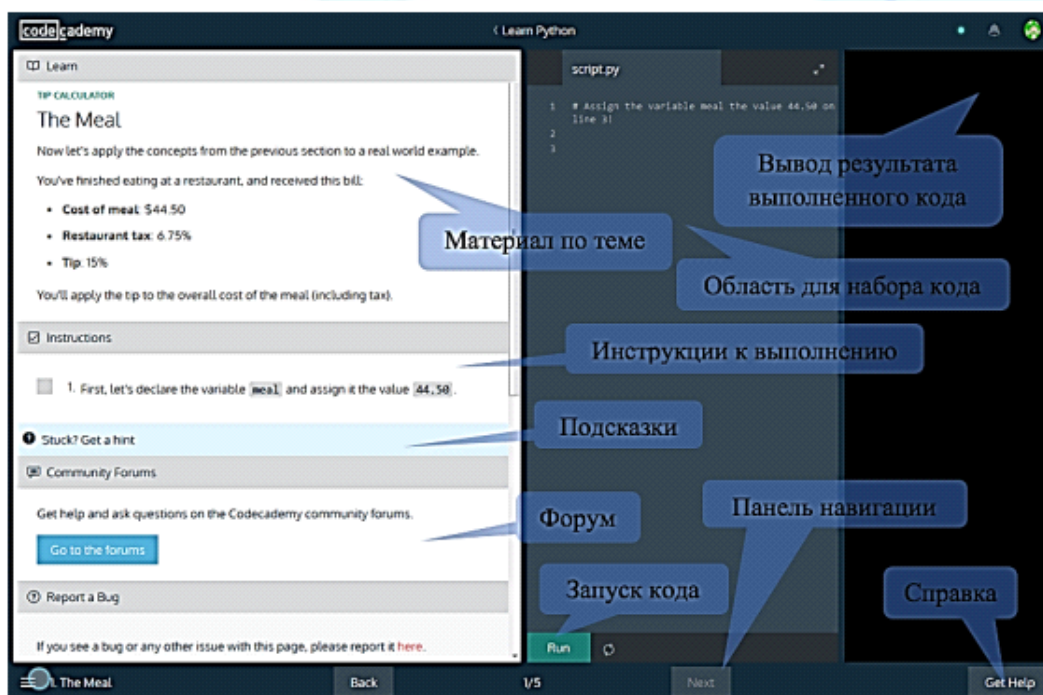 codecademy
< Learn Python
Learn
TIP CALCULATOR
The Meal
Now let's apply the concepts from the previous section to a real world example.
You've finished eating at a restaurant, and received this bill:
• Cost of meal: $44.50
• Restaurant tax: 6.75%
• Tip: 15%
You'll apply the tip to the overall cost of the meal (including tax).
Instructions
1. First, let's declare the variable meal and assign it the value 44.50.
Stuck? Get a hint
Community Forums
Get help and ask questions on the Codecademy community forums.
Go to the forums
Report a Bug
If you see a bug or any other issue with this page, please report it here.
script.py
1 # Assign the variable meal the value 44.50 on
line 3!
2
3
Вывод результата
выполненного кода
Материал по теме
Область для набора кода
Инструкции к выполнению
Подсказки
Форум
Панель навигации
Запуск кода
Справка
Run
1. The Meal
Back
1/5
Next
Get Help